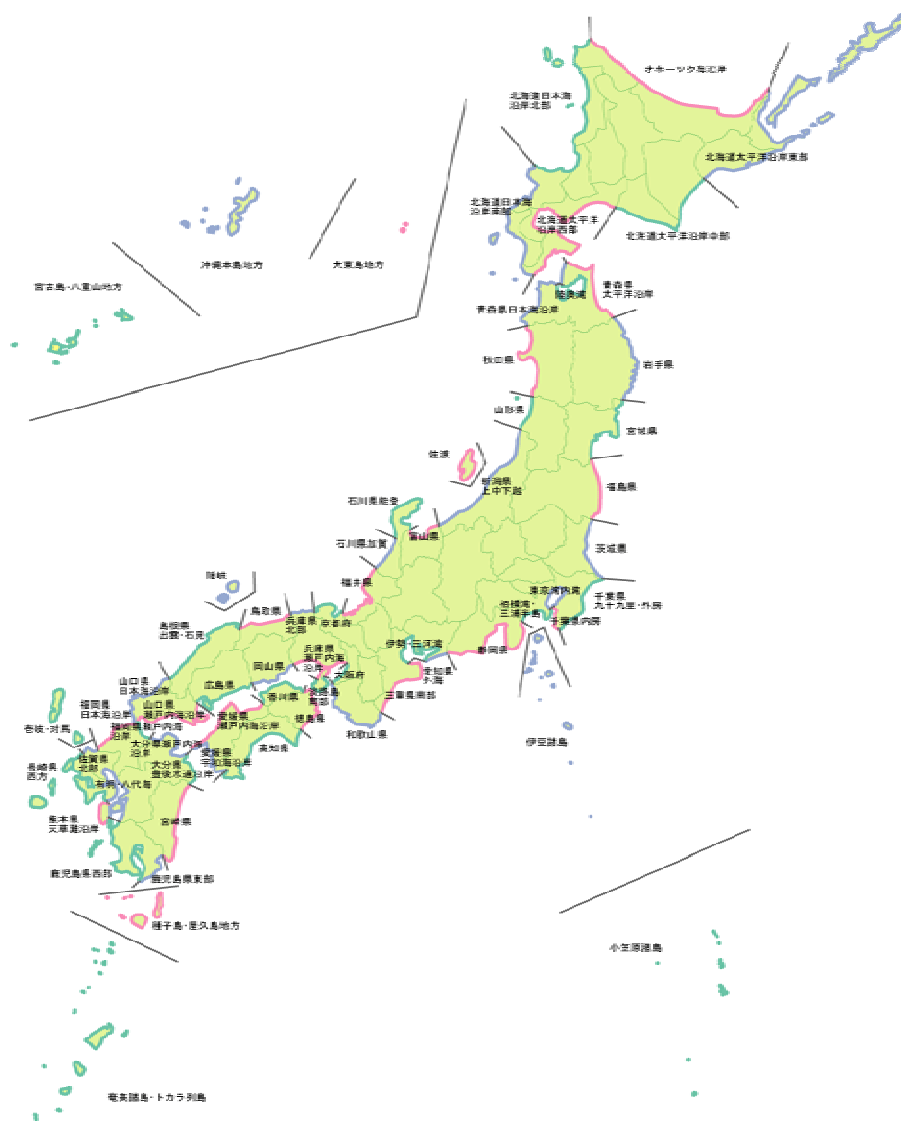 オホーツク海沿岸
北海道日本海
沿岸北部
北海道太平洋沿岸東部
北海道日本海
沿岸南部
北海道太平洋
沿岸西部
北海道太平洋沿岸中部
沖縄本島地方
大東島地方
宮古島・八重山地方
陸奥湾
青森県
太平洋沿岸
青森県日本海沿岸
秋田県
岩手県
山形県
宮城県
佐渡
新潟県
上中下越
福島県
石川県能登
富山県
石川県加賀
茨城県
隠岐
福井県
東京湾内湾
相模湾・
三浦半島
千葉県
九十九里・外房
千葉県内房
鳥取県
兵庫県
北部
京都府
島根県
出雲・石見
伊勢・三河湾
静岡県
兵庫県
瀬戸内海
沿岸
岡山県
大阪府
愛知県
外海
山口県
日本海沿岸
広島県
香川県
淡路島
南部
三重県南部
福岡県
日本海沿岸
山口県
瀬戸内海沿岸
愛媛県
瀬戸内海沿岸
徳島県
和歌山県
壱岐・対馬
福岡県瀬戸内海
沿岸
大分県瀬戸内海
沿岸
愛媛県
宇和海沿岸
高知県
伊豆諸島
長崎県
西方
佐賀県
北部
大分県
豊後水道沿岸
有明・八代海
熊本県
天草灘沿岸
宮崎県
鹿児島県西部
鹿児島県東部
種子島・屋久島地方
小笠原諸島
奄美諸島・トカラ列島